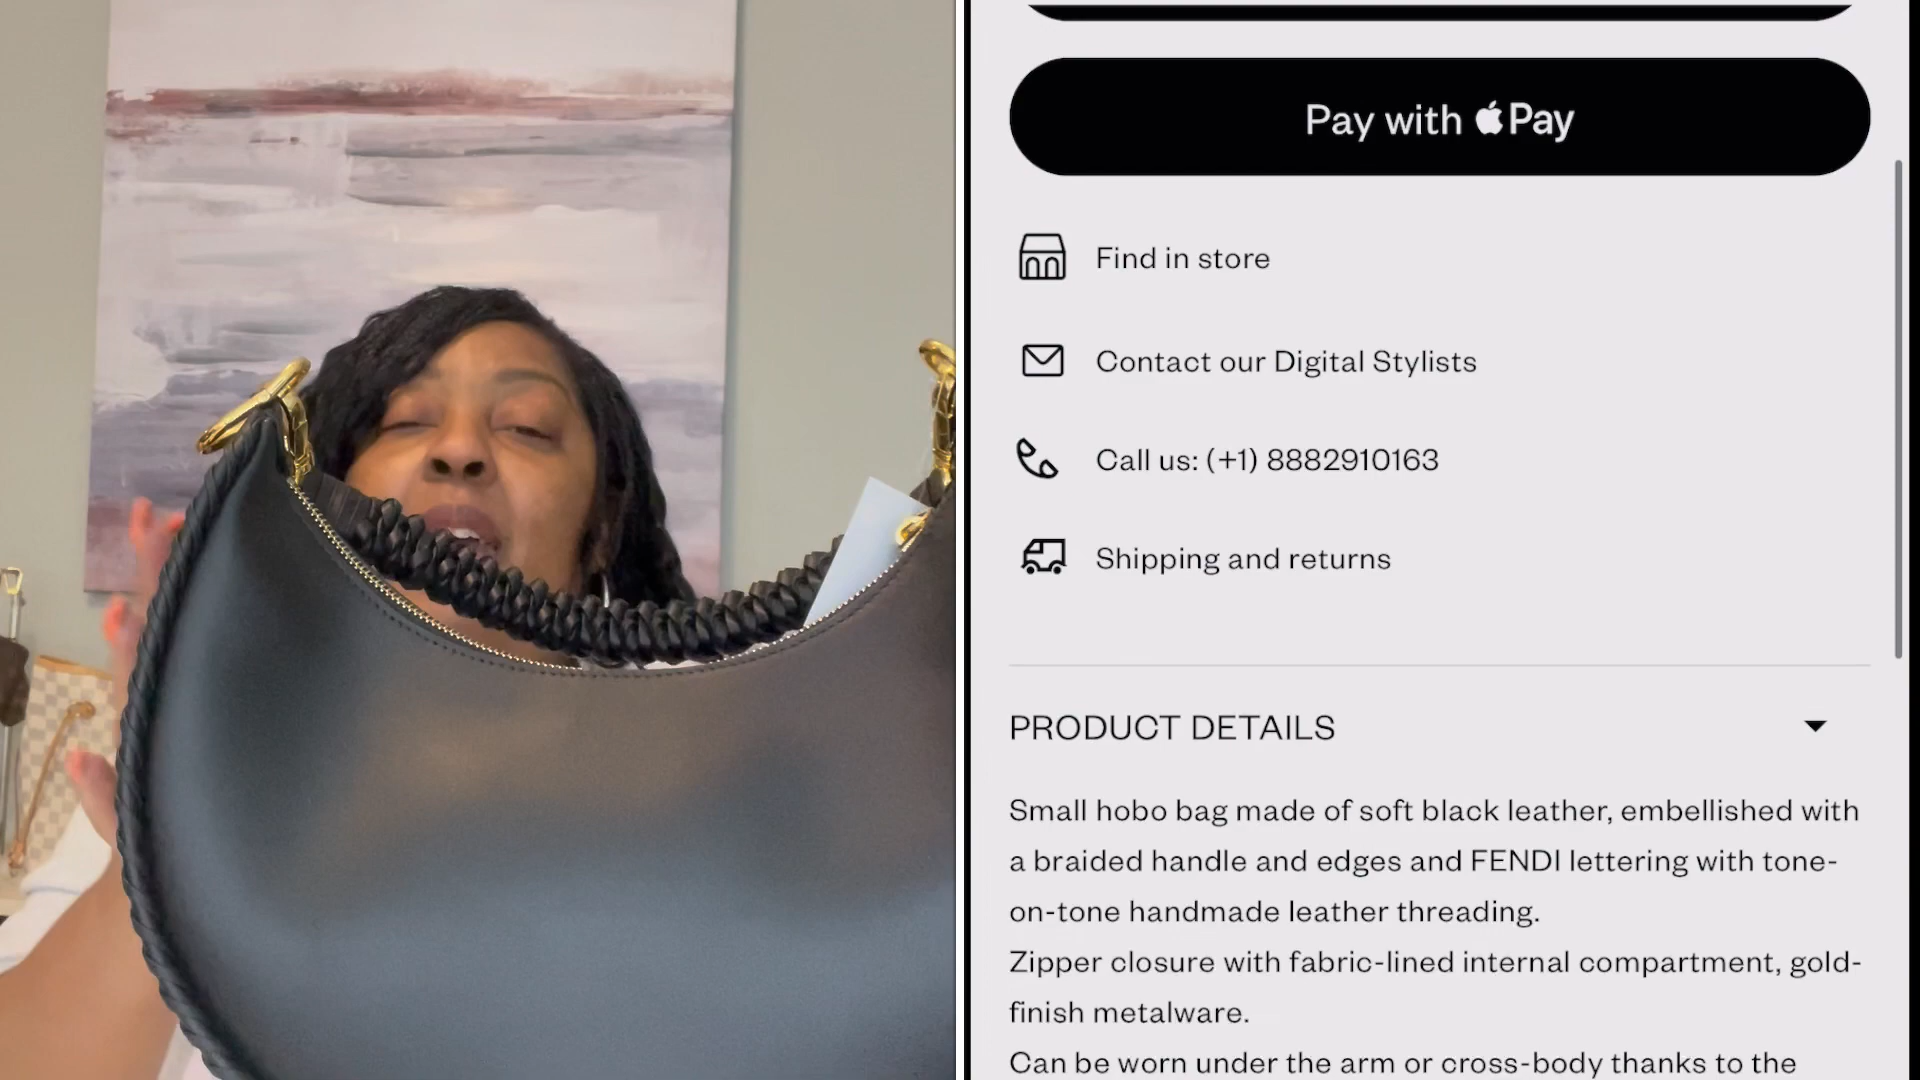 Pay with Pay
Find in store
Contact our Digital Stylists
Call us: (+1) 8882910163
Shipping and returns
PRODUCT DETAILS
Small hobo bag made of soft black leather, embellished with
a braided handle and edges and FENDI lettering with tone-
on-tone handmade leather threading.
Zipper closure with fabric-lined internal compartment, gold-
finish metalware.
Can be worn under the arm or cross-body thanks to the